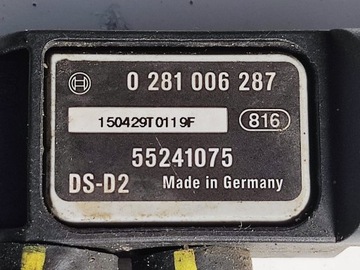 0 281 006 287
150429T0119F 816
55241075
DS-D2 Made in Germany